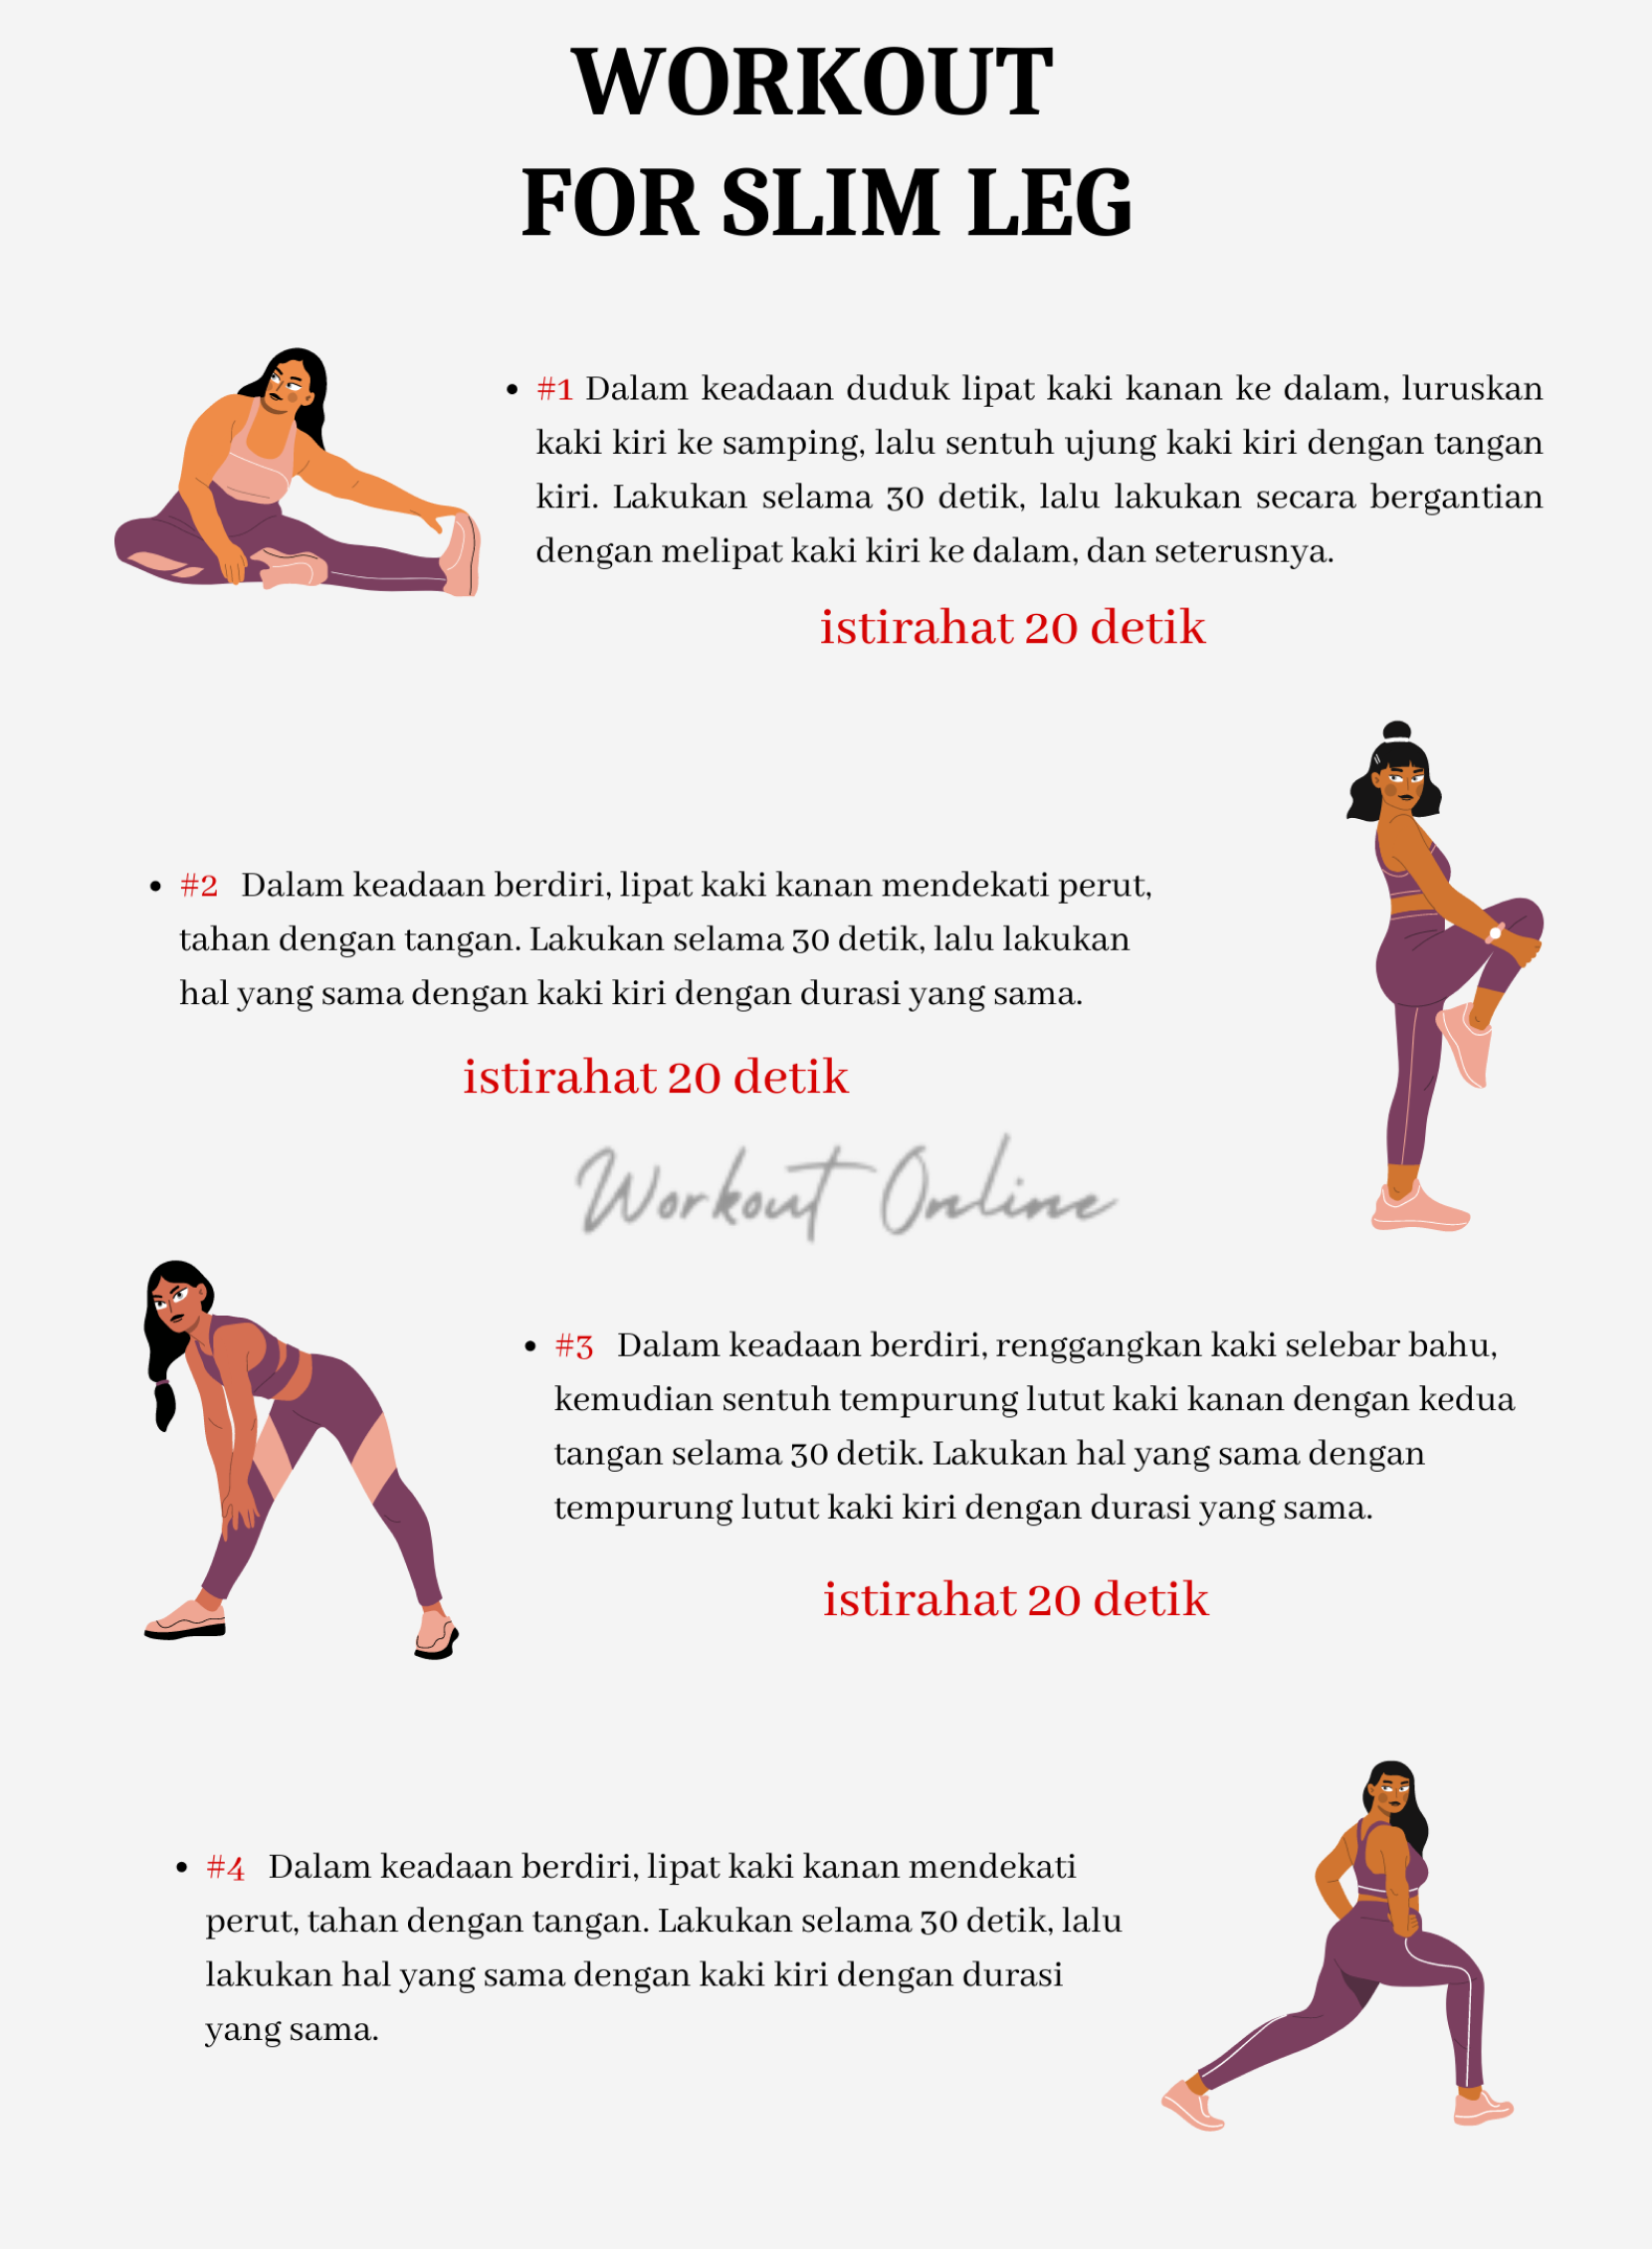 WORKOUT
FOR SLIM LEG
• #1 Dalam keadaan duduk lipat kaki kanan ke dalam, luruskan
kaki kiri ke samping, lalu sentuh ujung kaki kiri dengan tangan
kiri. Lakukan selama 30 detik, lalu lakukan secara bergantian
dengan melipat kaki kiri ke dalam, dan seterusnya.
istirahat 20 detik
• #2 Dalam keadaan berdiri, lipat kaki kanan mendekati perut,
tahan dengan tangan. Lakukan selama 30 detik, lalu lakukan
hal yang sama dengan kaki kiri dengan durasi yang sama.
istirahat 20 detik
Workout Online
• #3 Dalam keadaan berdiri, renggangkan kaki selebar bahu,
kemudian sentuh tempurung lutut kaki kanan dengan kedua
tangan selama 30 detik. Lakukan hal yang sama dengan
tempurung lutut kaki kiri dengan durasi yang sama.
istirahat 20 detik
• #4 Dalam keadaan berdiri, lipat kaki kanan mendekati
perut, tahan dengan tangan. Lakukan selama 30 detik, lalu
lakukan hal yang sama dengan kaki kiri dengan durasi
yang sama.